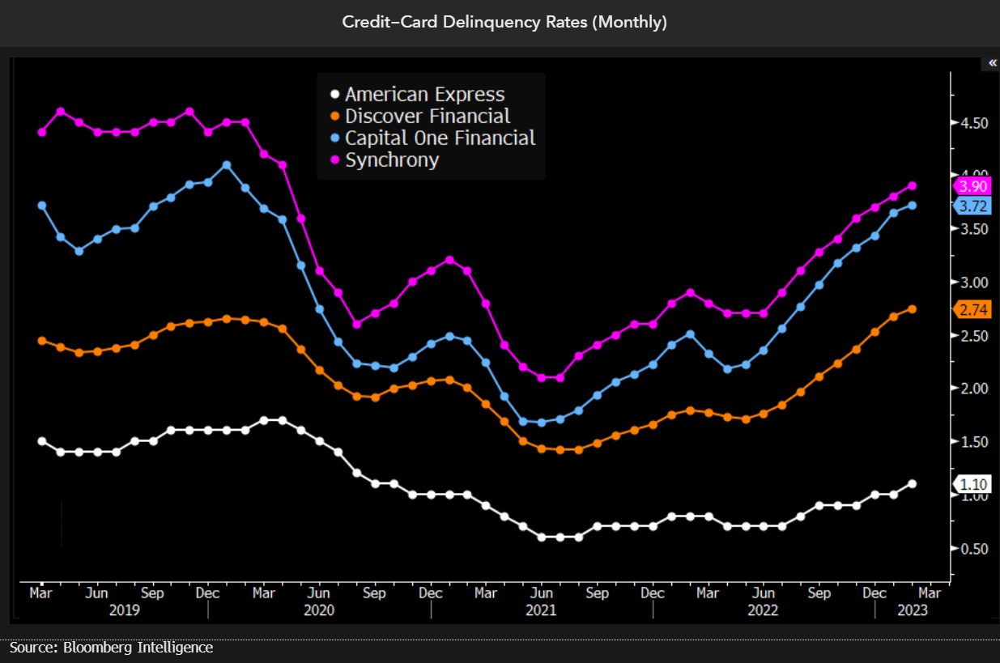 Credit-Card Delinquency Rates (Monthly)
«
American Express
Discover Financial
Capital One Financial
Synchrony
4.50
4.00
3.90
3.72
3.50
3.00
2.74
2.50
2.00
1.50
1.10
1.00
0.50
Mar Jun Sep Dec Mar Jun Sep Dec Mar Jun Sep Dec Mar Jun Sep Dec Mar
2019 2020 2021 2022 2023
Source: Bloomberg Intelligence